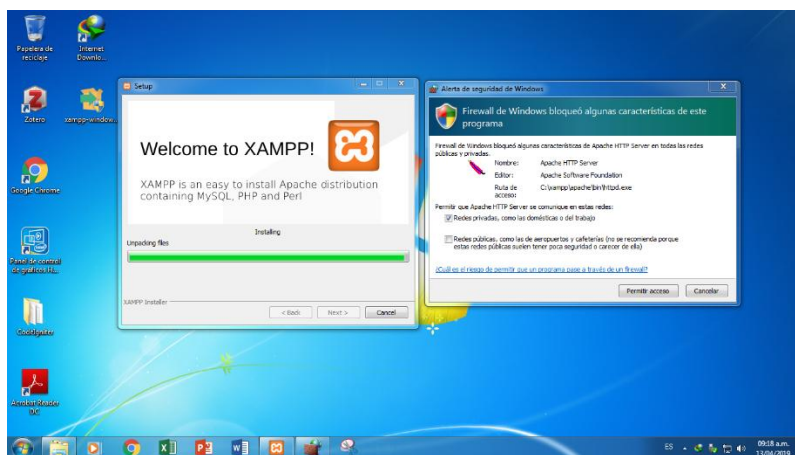 Papelera de
reciclaje
Internet
Downlo...
Zotero
xampp-window...
Google Chrome
Panel de control
de gráficos H...
CodeIgniter
Acrobat Reader
DC
Setup
Welcome to XAMPP!
XAMPP is an easy to install Apache distribution
containing MySQL, PHP and Perl
Installing
Unpacking files
XAMPP Installer
< Back
Next >
Cancel
Alerta de seguridad de Windows
Firewall de Windows bloqueó algunas características de este
programa
Firewall de Windows bloqueó algunas características de Apache HTTP Server en todas las redes
públicas y privadas.
Nombre: Apache HTTP Server
Editor: Apache Software Foundation
Ruta de
acceso: C:\xampp\apache\bin\httpd.exe
Permitir que Apache HTTP Server se comunique en estas redes:
Redes privadas, como las domésticas o del trabajo
Redes públicas, como las de aeropuertos y cafeterías (no se recomienda porque
estas redes públicas suelen tener poca seguridad o carecer de ella)
¿Cuál es el riesgo de permitir que un programa pase a través de un firewall?
Permitir acceso
Cancelar
ES
09:18 a.m.
13/04/2019